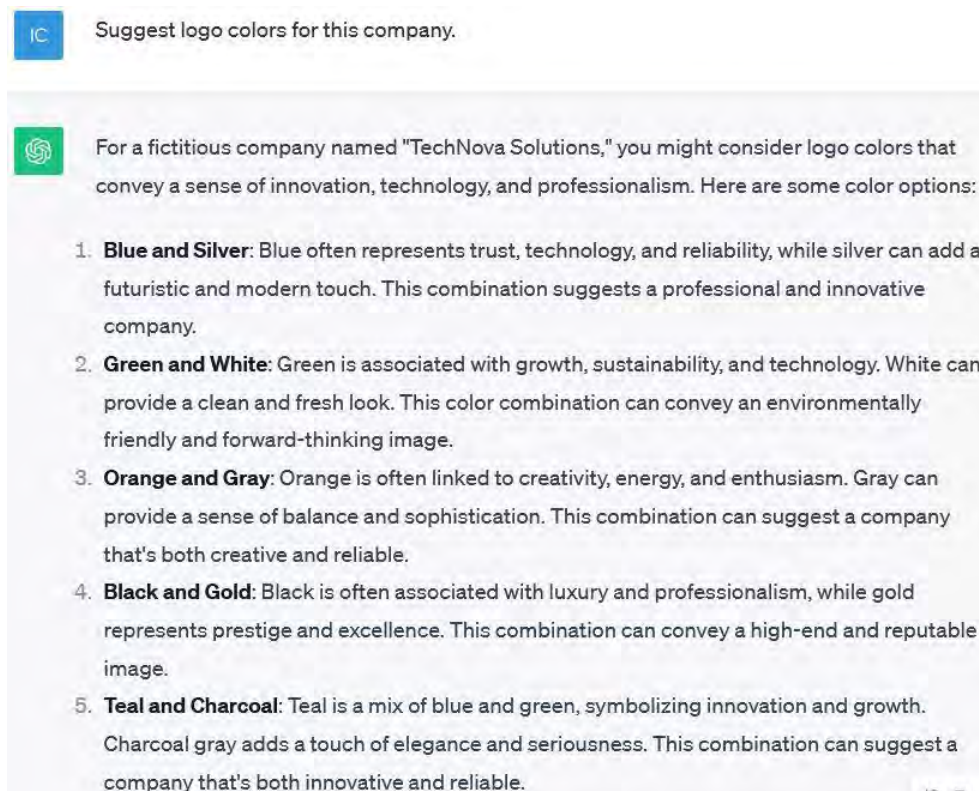 IC
Suggest logo colors for this company.
For a fictitious company named "TechNova Solutions," you might consider logo colors that
convey a sense of innovation, technology, and professionalism. Here are some color options:
1. Blue and Silver: Blue often represents trust, technology, and reliability, while silver can add a
futuristic and modern touch. This combination suggests a professional and innovative
company.
2. Green and White: Green is associated with growth, sustainability, and technology. White can
provide a clean and fresh look. This color combination can convey an environmentally
friendly and forward-thinking image.
3. Orange and Gray: Orange is often linked to creativity, energy, and enthusiasm. Gray can
provide a sense of balance and sophistication. This combination can suggest a company
that's both creative and reliable.
4. Black and Gold: Black is often associated with luxury and professionalism, while gold
represents prestige and excellence. This combination can convey a high-end and reputable
image.
5. Teal and Charcoal: Teal is a mix of blue and green, symbolizing innovation and growth.
Charcoal gray adds a touch of elegance and seriousness. This combination can suggest a
company that's both innovative and reliable.